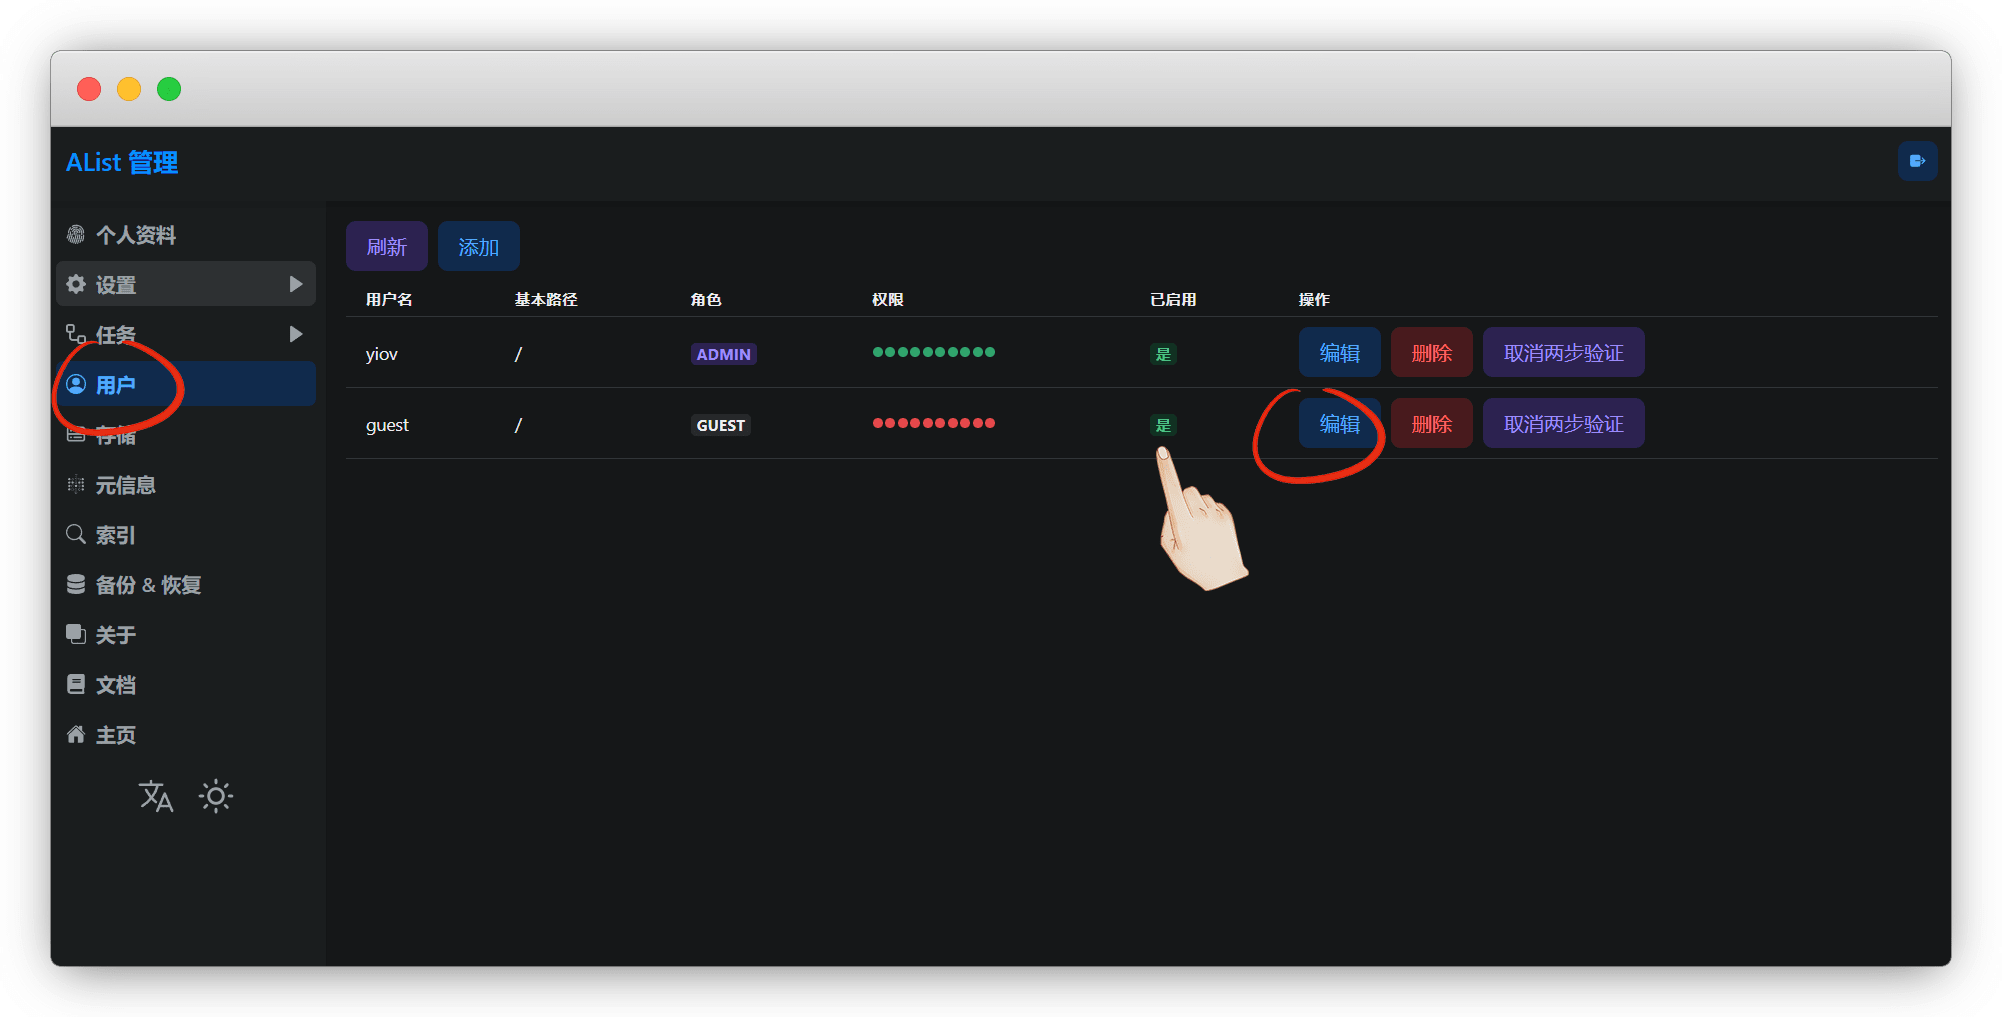 AList 管理
个人资料
设置
任务
用户
存储
元信息
索引
备份 & 恢复
关于
文档
主页
刷新 添加
用户名 基本路径 角色 权限 已启用 操作
yiov / ADMIN 是 编辑 删除 取消两步验证
guest / GUEST 是 编辑 删除 取消两步验证